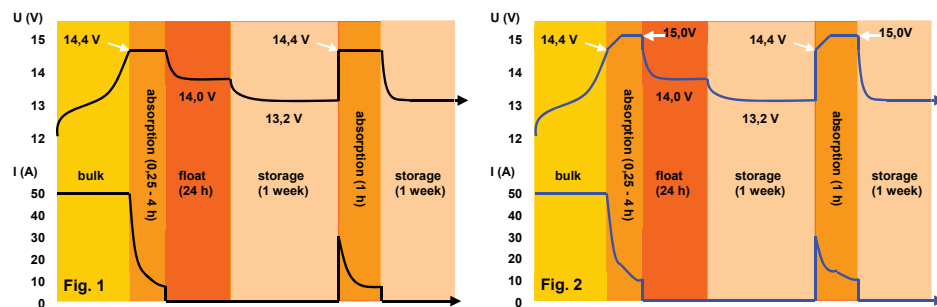 U (V)
15
14
13
12
I (A)
50
40
30
20
10
0
14,4 V
14,0 V
13,2 V
14,4 V
bulk
absorption (0,25 - 4 h)
float
(24 h)
storage
(1 week)
absorption (1 h)
storage
(1 week)
Fig. 1
U (V)
15
14
13
12
I (A)
50
40
30
20
10
0
14,4 V
15,0V
14,0 V
13,2 V
14,4 V
15,0V
bulk
absorption (0,25 - 4 h)
float
(24 h)
storage
(1 week)
absorption (1 h)
storage
(1 week)
Fig. 2